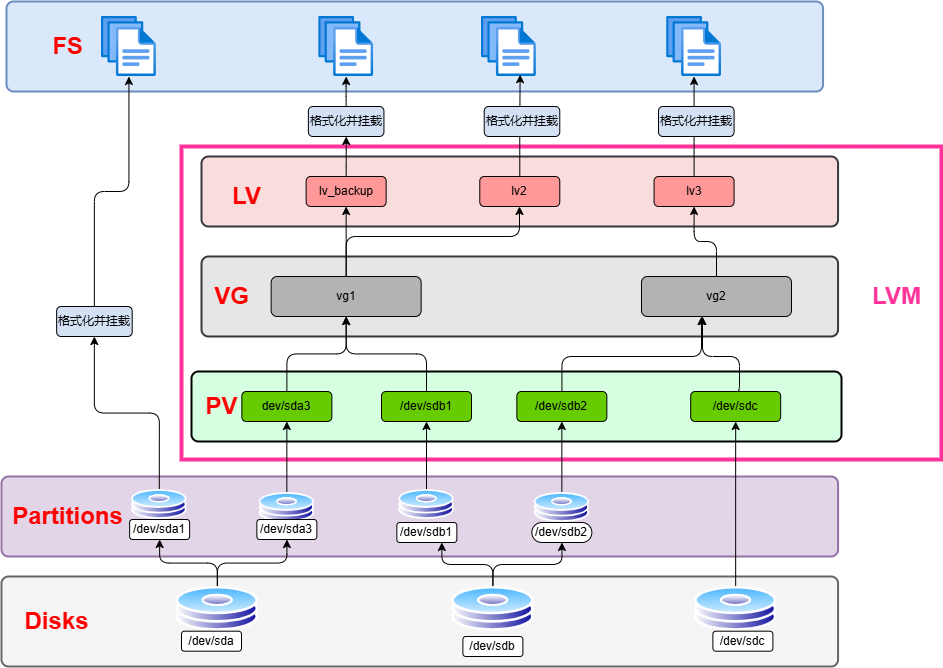 FS
格式化并挂载
格式化并挂载
格式化并挂载
LV
lv_backup
lv2
lv3
VG
vg1
vg2
LVM
格式化并挂载
PV
dev/sda3
/dev/sdb1
/dev/sdb2
/dev/sdc
Partitions
/dev/sda1
/dev/sda3
/dev/sdb1
/dev/sdb2
Disks
/dev/sda
/dev/sdb
/dev/sdc